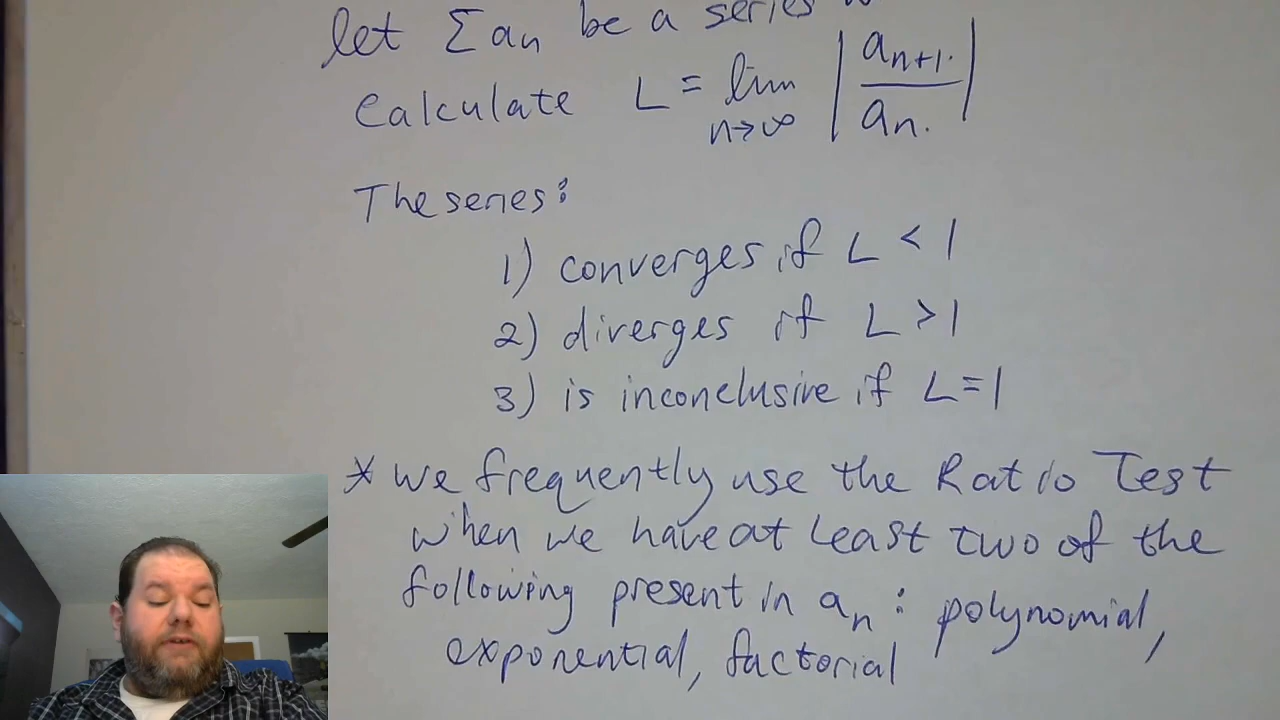 let Σ aₙ be a series
Calculate L = lim n→∞ | aₙ₊₁ / aₙ |
The series:
1) converges if L < 1
2) diverges if L > 1
3) is inconclusive if L = 1
* we frequently use the Ratio Test
when we have at least two of the
following present in aₙ : polynomial,
exponential, factorial